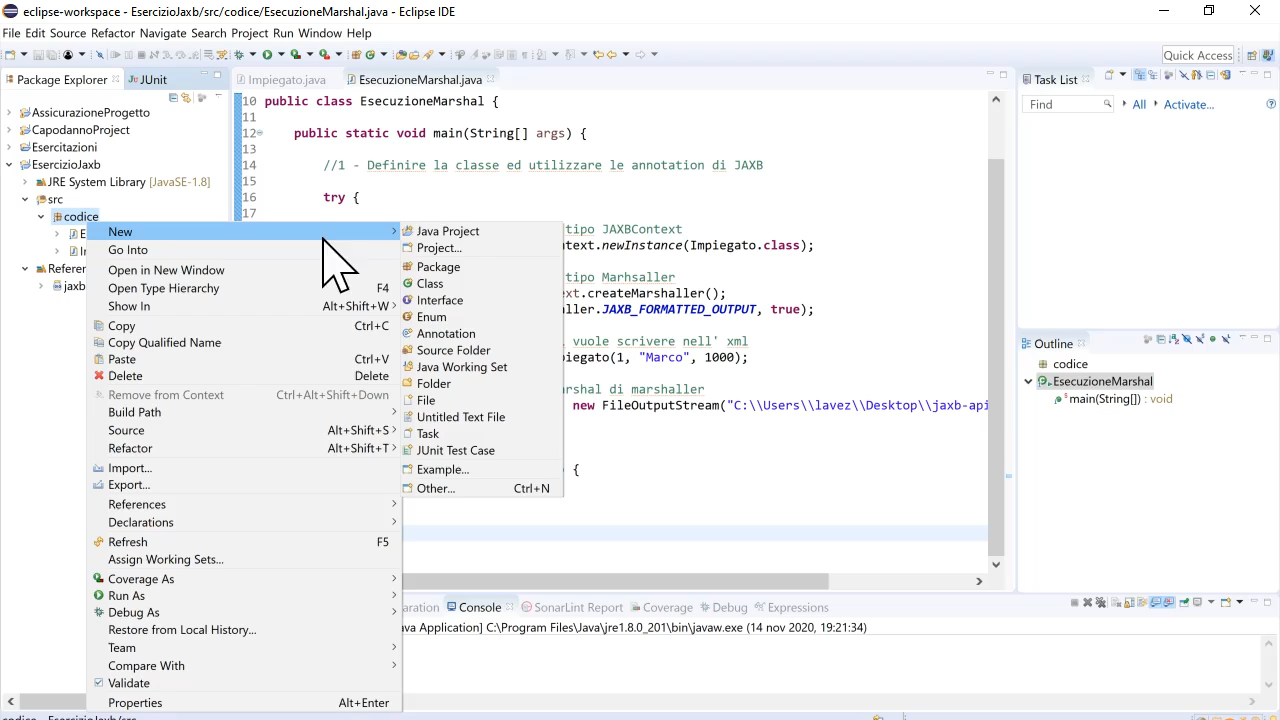 eclipse-workspace - EsercizioJaxb/src/codice/EsecuzioneMarshal.java - Eclipse IDE
File Edit Source Refactor Navigate Search Project Run Window Help
Quick Access
Package Explorer
JUnit
AssicurazioneProgetto
CapodannoProject
Esercitazioni
EsercizioJaxb
JRE System Library [JavaSE-1.8]
src
codice
E
Referen
jaxb
New
Go Into
Open in New Window
Open Type Hierarchy F4
Show In Alt+Shift+W
Copy Ctrl+C
Copy Qualified Name
Paste Ctrl+V
Delete Delete
Remove from Context Ctrl+Alt+Shift+Down
Build Path
Source Alt+Shift+S
Refactor Alt+Shift+T
Import...
Export...
References
Declarations
Refresh F5
Assign Working Sets...
Coverage As
Run As
Debug As
Restore from Local History...
Team
Compare With
Validate
Properties Alt+Enter
Java Project
Project...
Package
Class
Interface
Enum
Annotation
Source Folder
Java Working Set
Folder
File
Untitled Text File
Task
JUnit Test Case
Example...
Other... Ctrl+N
Impiegato.java
EsecuzioneMarshal.java
10 public class EsecuzioneMarshal {
11
12 public static void main(String[] args) {
13
14 //1 - Definire la classe ed utilizzare le annotation di JAXB
15
16 try {
17
tipo JAXBContext
ntext.newInstance(Impiegato.class);
tipo Marhsaller
ext.createMarshaller();
aller.JAXB_FORMATTED_OUTPUT, true);
vuole scrivere nell' xml
piegato(1, "Marco", 1000);
arshal di marshaller
new FileOutputStream("C:\\Users\\lavez\\Desktop\\jaxb-api
{
Task List
Find
All
Activate...
Outline
codice
EsecuzioneMarshal
main(String[]) : void
aration
Console
SonarLint Report
Coverage
Debug
Expressions
va Application] C:\Program Files\Java\jre1.8.0_201\bin\javaw.exe (14 nov 2020, 19:21:34)
codice - EsercizioJaxb/src